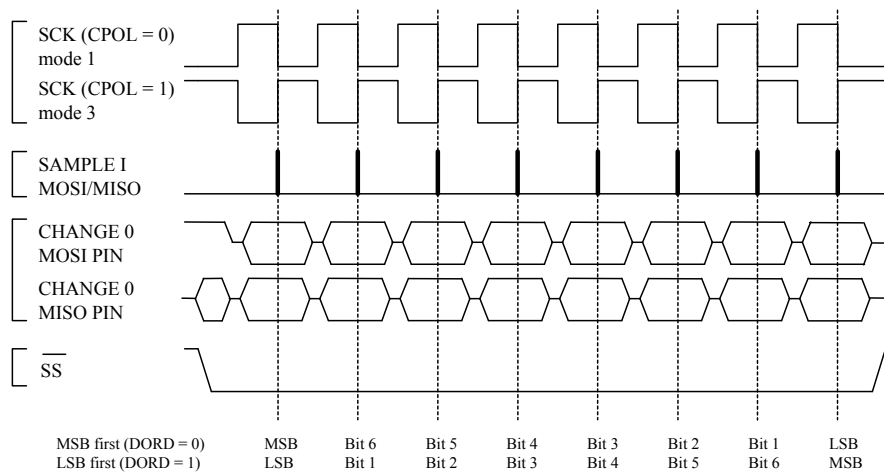 SCK (CPOL = 0)
mode 1
SCK (CPOL = 1)
mode 3
SAMPLE I
MOSI/MISO
CHANGE 0
MOSI PIN
CHANGE 0
MISO PIN
SS
MSB first (DORD = 0) MSB Bit 6 Bit 5 Bit 4 Bit 3 Bit 2 Bit 1 LSB
LSB first (DORD = 1) LSB Bit 1 Bit 2 Bit 3 Bit 4 Bit 5 Bit 6 MSB